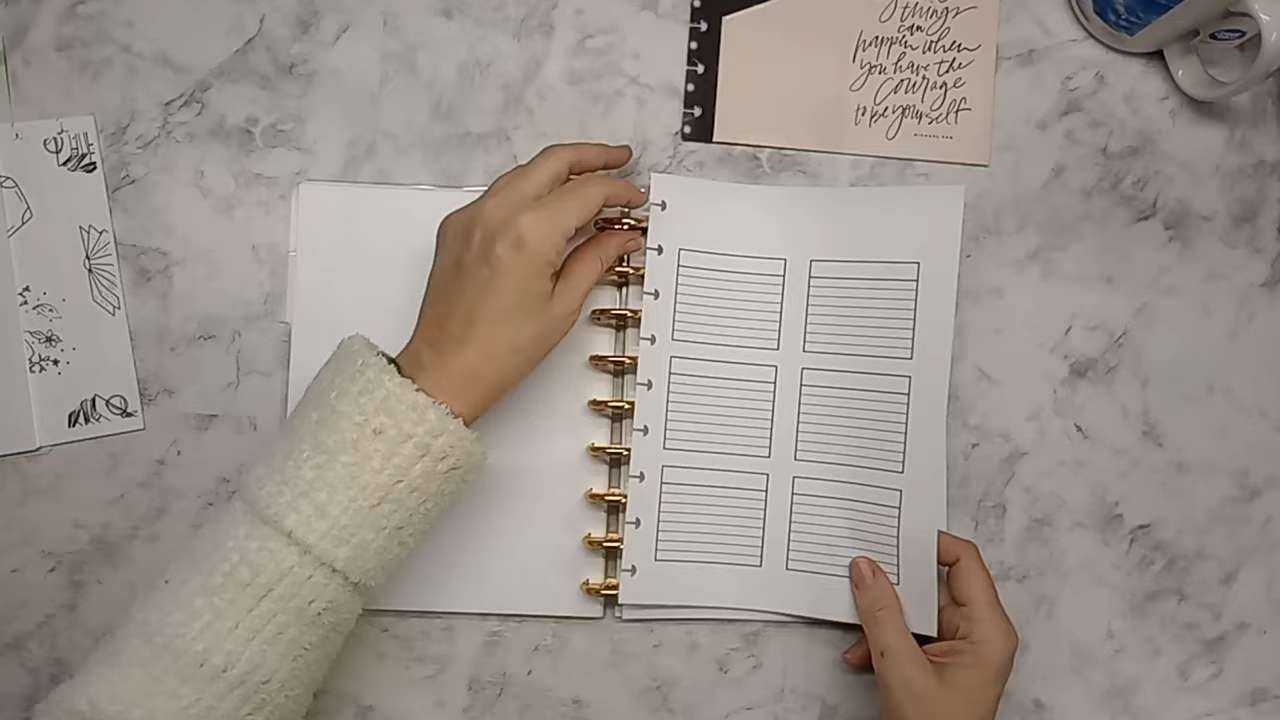 things
can
happen when
you have the
courage
to be yourself